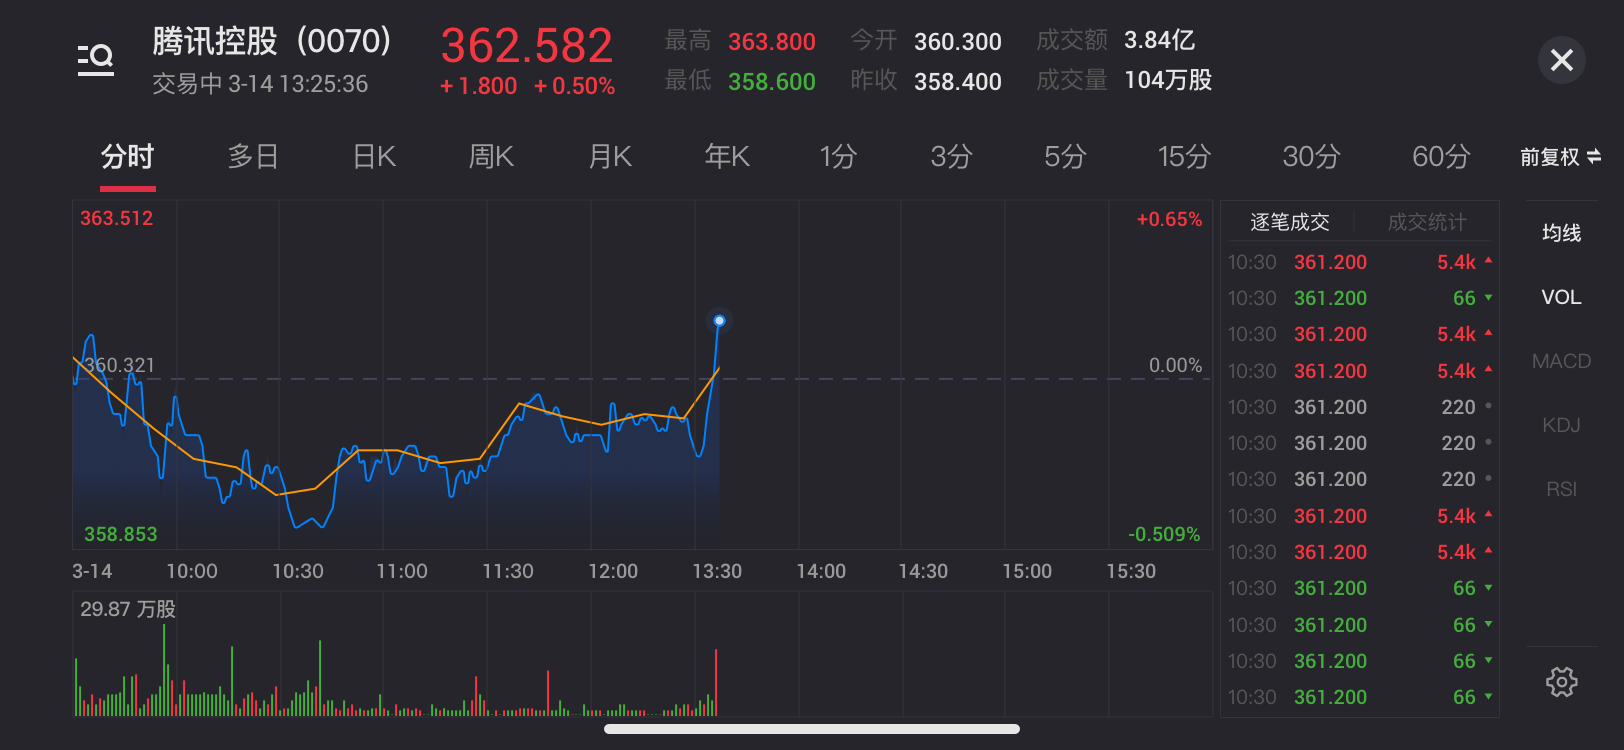 腾讯控股（0070）
交易中 3-14 13:25:36
362.582
+1.800 +0.50%
最高 363.800 今开 360.300 成交额 3.84亿
最低 358.600 昨收 358.400 成交量 104万股
分时 多日 日K 周K 月K 年K 1分 3分 5分 15分 30分 60分 前复权
363.512 +0.65%
360.321 0.00%
358.853 -0.509%
3-14 10:00 10:30 11:00 11:30 12:00 13:30 14:00 14:30 15:00 15:30
29.87 万股
逐笔成交 成交统计
10:30 361.200 5.4k
10:30 361.200 66
10:30 361.200 5.4k
10:30 361.200 5.4k
10:30 361.200 220
10:30 361.200 220
10:30 361.200 220
10:30 361.200 5.4k
10:30 361.200 5.4k
10:30 361.200 66
10:30 361.200 66
10:30 361.200 66
10:30 361.200 66
均线
VOL
MACD
KDJ
RSI